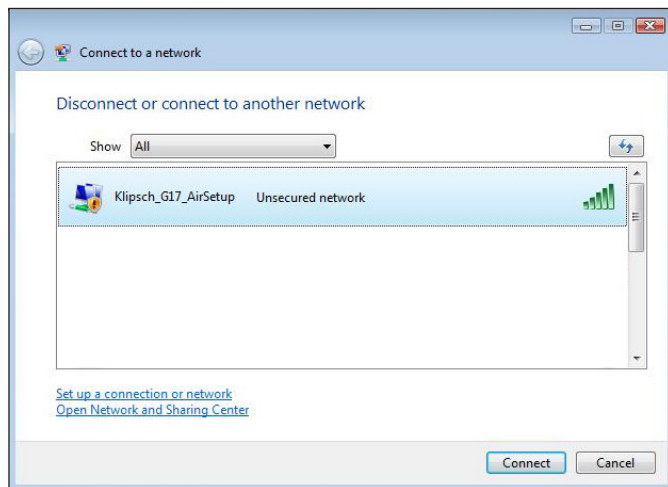 Connect to a network
Disconnect or connect to another network
Show All
Klipsch_G17_AirSetup Unsecured network
Set up a connection or network
Open Network and Sharing Center
Connect Cancel